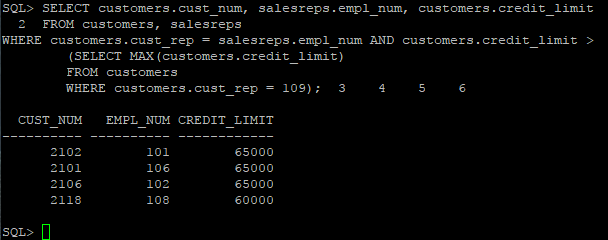 SQL> SELECT customers.cust_num, salesreps.empl_num, customers.credit_limit
  2  FROM customers, salesreps
WHERE customers.cust_rep = salesreps.empl_num AND customers.credit_limit >
        (SELECT MAX(customers.credit_limit)
        FROM customers
        WHERE customers.cust_rep = 109);  3    4    5    6
  CUST_NUM   EMPL_NUM CREDIT_LIMIT
---------- ---------- ------------
      2102        101        65000
      2101        106        65000
      2106        102        65000
      2118        108        60000
SQL>